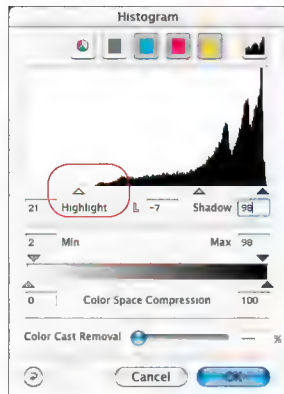 Histogram
21 Highlight L -7 Shadow 98
2 Min Max 98
0 Color Space Compression 100
Color Cast Removal — %
Cancel OK